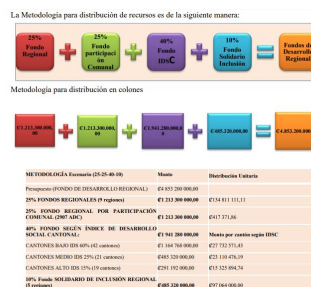 La Metodología para distribución de recursos es de la siguiente manera:
25%
Fondo
Regional
25%
Fondo
participaci
ón
Comunal
40%
Fondo
IDSC
10%
Fondo
Solidario
Inclusión
Fondos de
Desarrollo
Regional
Metodología para distribución en colones
₡1.213.300.000,
00
₡1.213.300.000,
00
₡1.941.280.000,0
0
₡485.320.000,00
₡4.853.200.000
METODOLOGÍA Escenario (25-25-40-10) Monto Distribución Unitaria
Presupuesto (FONDO DE DESARROLLO REGIONAL) ₡4 853 200 000,00
25% FONDOS REGIONALES (9 regiones) ₡1 213 300 000,00 ₡134 811 111,11
25% FONDO REGIONAL POR PARTICIPACIÓN
COMUNAL (2907 ADC) ₡1 213 300 000,00 ₡417 371,86
40% FONDO SEGÚN ÍNDICE DE DESARROLLO
SOCIAL CANTONAL: ₡1 941 280 000,00 Monto por cantón según IDSC
CANTONES BAJO 60% (42 cantones) ₡1 164 768 000,00 ₡27 732 571,43
CANTONES MEDIO 25% (21 cantones) ₡485 320 000,00 ₡23 110 476,19
CANTONES ALTO IDS 15% (19 cantones) ₡291 192 000,00 ₡15 325 894,74
10% Fondo SOLIDARIO DE INCLUSIÓN REGIONAL
(5 regiones) ₡485 320 000,00 ₡97 064 000,00